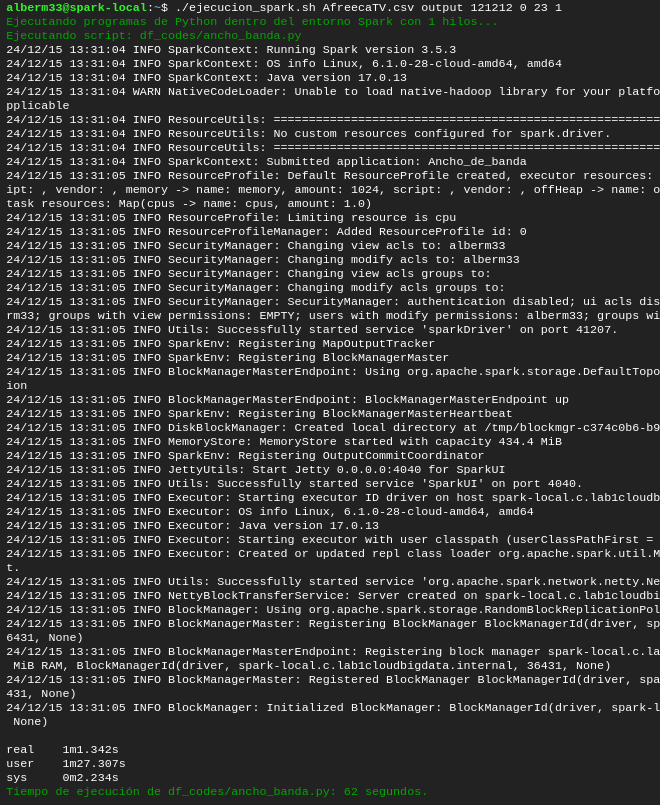 alberm33@spark-local:~$ ./ejecucion_spark.sh AfreecaTV.csv output 121212 0 23 1
Ejecutando programas de Python dentro del entorno Spark con 1 hilos...
Ejecutando script: df_codes/ancho_banda.py
24/12/15 13:31:04 INFO SparkContext: Running Spark version 3.5.3
24/12/15 13:31:04 INFO SparkContext: OS info Linux, 6.1.0-28-cloud-amd64, amd64
24/12/15 13:31:04 INFO SparkContext: Java version 17.0.13
24/12/15 13:31:04 WARN NativeCodeLoader: Unable to load native-hadoop library for your platfo
pplicable
24/12/15 13:31:04 INFO ResourceUtils: =======================================================
24/12/15 13:31:04 INFO ResourceUtils: No custom resources configured for spark.driver.
24/12/15 13:31:04 INFO ResourceUtils: =======================================================
24/12/15 13:31:04 INFO SparkContext: Submitted application: Ancho_de_banda
24/12/15 13:31:05 INFO ResourceProfile: Default ResourceProfile created, executor resources:
ipt: , vendor: , memory -> name: memory, amount: 1024, script: , vendor: , offHeap -> name: o
task resources: Map(cpus -> name: cpus, amount: 1.0)
24/12/15 13:31:05 INFO ResourceProfile: Limiting resource is cpu
24/12/15 13:31:05 INFO ResourceProfileManager: Added ResourceProfile id: 0
24/12/15 13:31:05 INFO SecurityManager: Changing view acls to: alberm33
24/12/15 13:31:05 INFO SecurityManager: Changing modify acls to: alberm33
24/12/15 13:31:05 INFO SecurityManager: Changing view acls groups to:
24/12/15 13:31:05 INFO SecurityManager: Changing modify acls groups to:
24/12/15 13:31:05 INFO SecurityManager: SecurityManager: authentication disabled; ui acls dis
rm33; groups with view permissions: EMPTY; users with modify permissions: alberm33; groups wi
24/12/15 13:31:05 INFO Utils: Successfully started service 'sparkDriver' on port 41207.
24/12/15 13:31:05 INFO SparkEnv: Registering MapOutputTracker
24/12/15 13:31:05 INFO SparkEnv: Registering BlockManagerMaster
24/12/15 13:31:05 INFO BlockManagerMasterEndpoint: Using org.apache.spark.storage.DefaultTopo
ion
24/12/15 13:31:05 INFO BlockManagerMasterEndpoint: BlockManagerMasterEndpoint up
24/12/15 13:31:05 INFO SparkEnv: Registering BlockManagerMasterHeartbeat
24/12/15 13:31:05 INFO DiskBlockManager: Created local directory at /tmp/blockmgr-c374c0b6-b9
24/12/15 13:31:05 INFO MemoryStore: MemoryStore started with capacity 434.4 MiB
24/12/15 13:31:05 INFO SparkEnv: Registering OutputCommitCoordinator
24/12/15 13:31:05 INFO JettyUtils: Start Jetty 0.0.0.0:4040 for SparkUI
24/12/15 13:31:05 INFO Utils: Successfully started service 'SparkUI' on port 4040.
24/12/15 13:31:05 INFO Executor: Starting executor ID driver on host spark-local.c.lab1cloudb
24/12/15 13:31:05 INFO Executor: OS info Linux, 6.1.0-28-cloud-amd64, amd64
24/12/15 13:31:05 INFO Executor: Java version 17.0.13
24/12/15 13:31:05 INFO Executor: Starting executor with user classpath (userClassPathFirst =
24/12/15 13:31:05 INFO Executor: Created or updated repl class loader org.apache.spark.util.M
t.
24/12/15 13:31:05 INFO Utils: Successfully started service 'org.apache.spark.network.netty.Ne
24/12/15 13:31:05 INFO NettyBlockTransferService: Server created on spark-local.c.lab1cloudbi
24/12/15 13:31:05 INFO BlockManager: Using org.apache.spark.storage.RandomBlockReplicationPol
24/12/15 13:31:05 INFO BlockManagerMaster: Registering BlockManager BlockManagerId(driver, sp
6431, None)
24/12/15 13:31:05 INFO BlockManagerMasterEndpoint: Registering block manager spark-local.c.la
MiB RAM, BlockManagerId(driver, spark-local.c.lab1cloudbigdata.internal, 36431, None)
24/12/15 13:31:05 INFO BlockManagerMaster: Registered BlockManager BlockManagerId(driver, spa
431, None)
24/12/15 13:31:05 INFO BlockManager: Initialized BlockManager: BlockManagerId(driver, spark-l
None)
real 1m1.342s
user 1m27.307s
sys 0m2.234s
Tiempo de ejecución de df_codes/ancho_banda.py: 62 segundos.